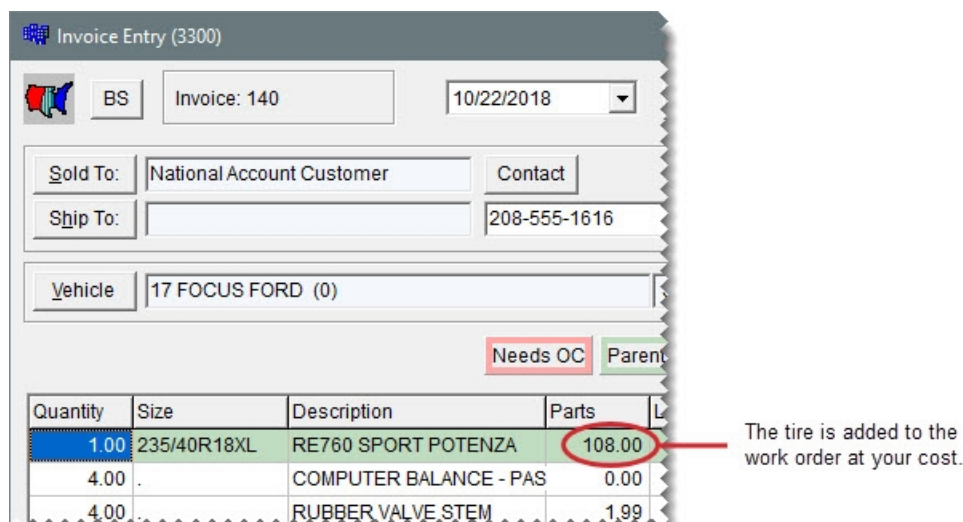 Invoice Entry (3300)
BS Invoice: 140 10/22/2018
Sold To: National Account Customer Contact
Ship To: 208-555-1616
Vehicle 17 FOCUS FORD (0)
Needs OC Parent
Quantity Size Description Parts L
1.00 235/40R18XL RE760 SPORT POTENZA 108.00
The tire is added to the
work order at your cost.
4.00 . COMPUTER BALANCE - PAS 0.00
4.00 . RUBBER VALVE STEM 1.99